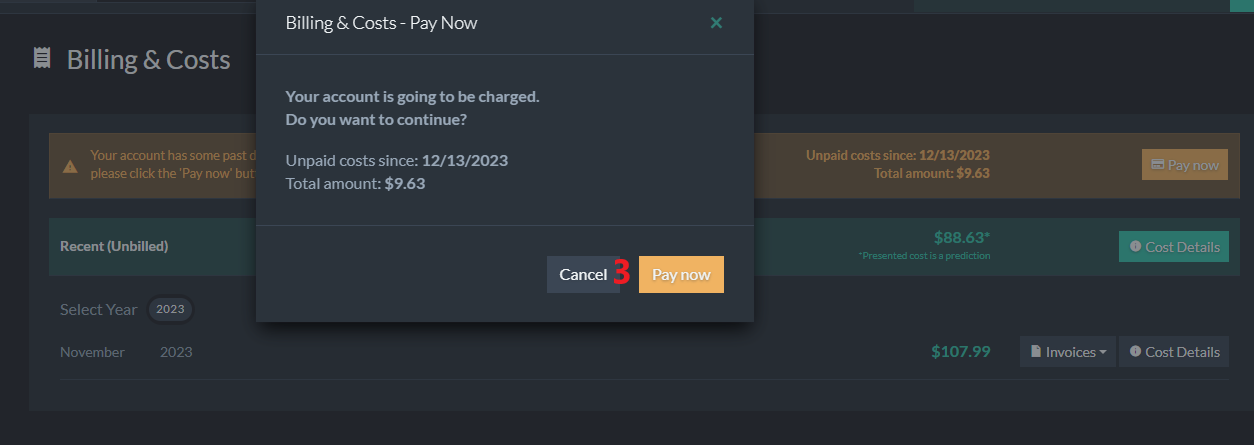 Billing & Costs - Pay Now ×
Billing & Costs
Your account is going to be charged.
Do you want to continue?
Unpaid costs since: 12/13/2023
Total amount: $9.63
Cancel 3 Pay now
Your account has some past
please click the 'Pay now'
Unpaid costs since: 12/13/2023
Total amount: $9.63
Pay now
Recent (Unbilled)
$88.63*
*Presented cost is a prediction
Cost Details
Select Year 2023
November 2023 $107.99 Invoices Cost Details